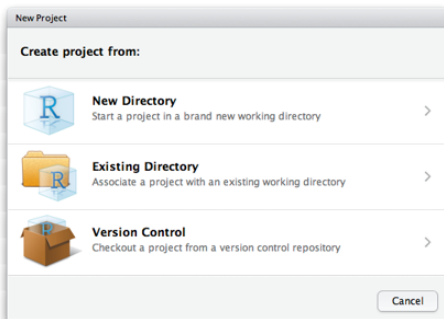 New Project
Create project from:
R
New Directory
Start a project in a brand new working directory
R
Existing Directory
Associate a project with an existing working directory
R
Version Control
Checkout a project from a version control repository
Cancel